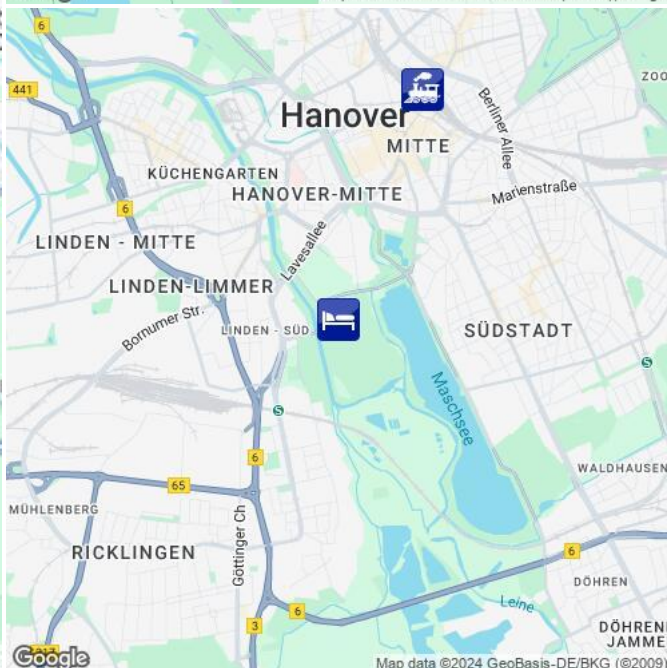 6
441
ZOO
Hanover
Berliner Allee
MITTE
KÜCHENGARTEN
HANOVER-MITTE
Marienstraße
6
Lavesallee
LINDEN - MITTE
LINDEN-LIMMER
Bornumer Str.
LINDEN - SÜD
SÜDSTADT
S
Maschsee
S
6
WALDHAUSEN
65
MÜHLENBERG
Göttinger Ch
RICKLINGEN
6
DÖHREN
Leine
6
3
DÖHREN
JAMME
217
Google
Map data ©2024 GeoBasis-DE/BKG (©2009)